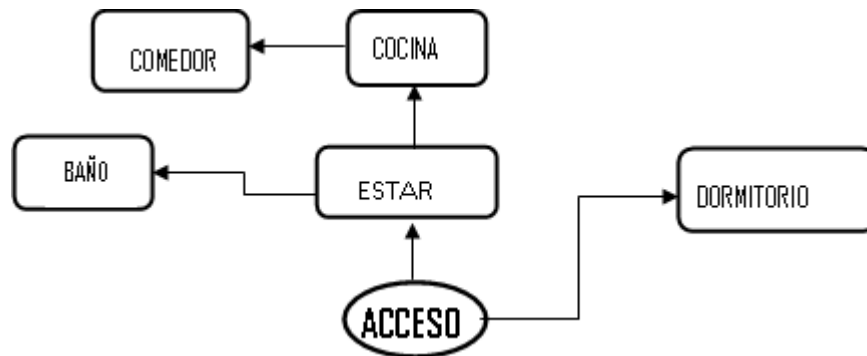 COCINA
COMEDOR
BAÑO
ESTAR
DORMITORIO
ACCESO